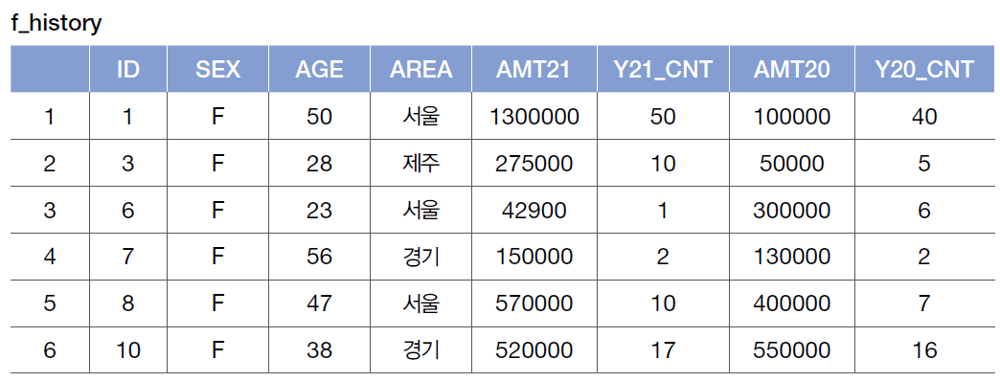 f_history
ID SEX AGE AREA AMT21 Y21_CNT AMT20 Y20_CNT
1 1 F 50 서울 1300000 50 100000 40
2 3 F 28 제주 275000 10 50000 5
3 6 F 23 서울 42900 1 300000 6
4 7 F 56 경기 150000 2 130000 2
5 8 F 47 서울 570000 10 400000 7
6 10 F 38 경기 520000 17 550000 16